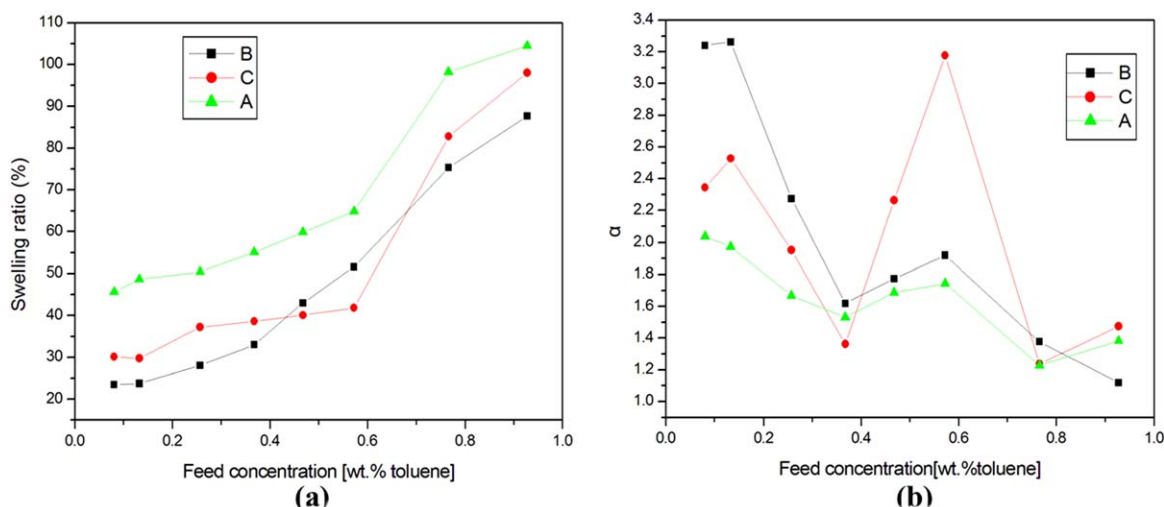 110
100
90
80
70
60
50
40
30
20
Swelling ratio (%)
B
C
A
0.0 0.2 0.4 0.6 0.8 1.0
Feed concentration [wt.% toluene]
(a)
3.4
3.2
3.0
2.8
2.6
2.4
2.2
2.0
1.8
1.6
1.4
1.2
1.0
α
B
C
A
0.0 0.2 0.4 0.6 0.8 1.0
Feed concentration[wt.%toluene]
(b)